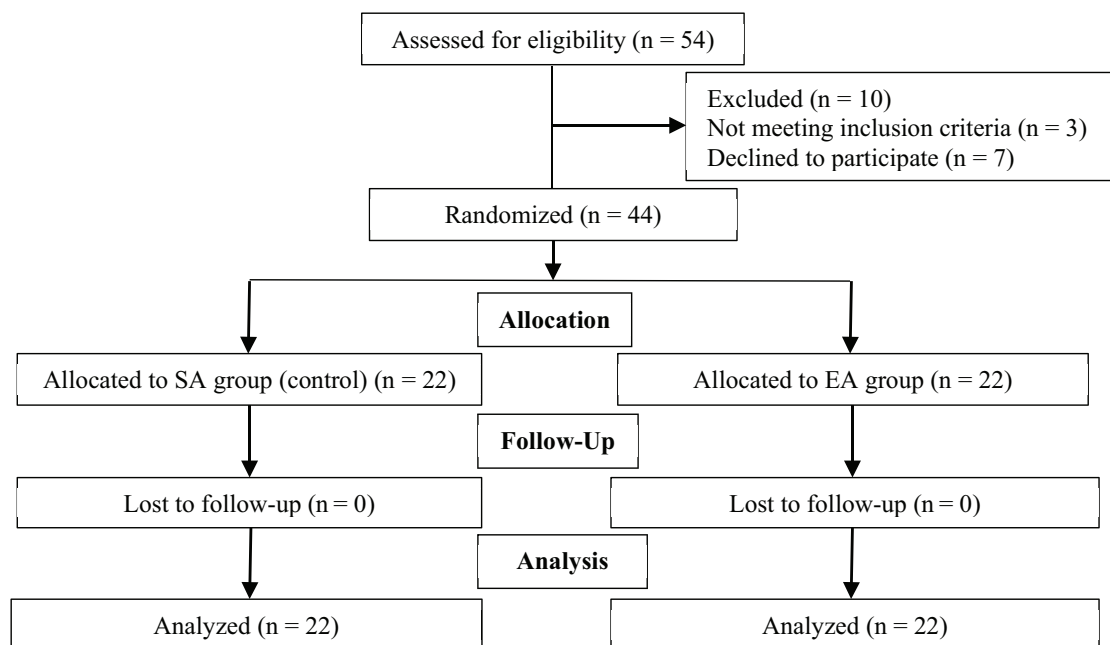 Assessed for eligibility (n = 54)
Excluded (n = 10)
Not meeting inclusion criteria (n = 3)
Declined to participate (n = 7)
Randomized (n = 44)
Allocation
Allocated to SA group (control) (n = 22)
Allocated to EA group (n = 22)
Follow-Up
Lost to follow-up (n = 0)
Lost to follow-up (n = 0)
Analysis
Analyzed (n = 22)
Analyzed (n = 22)